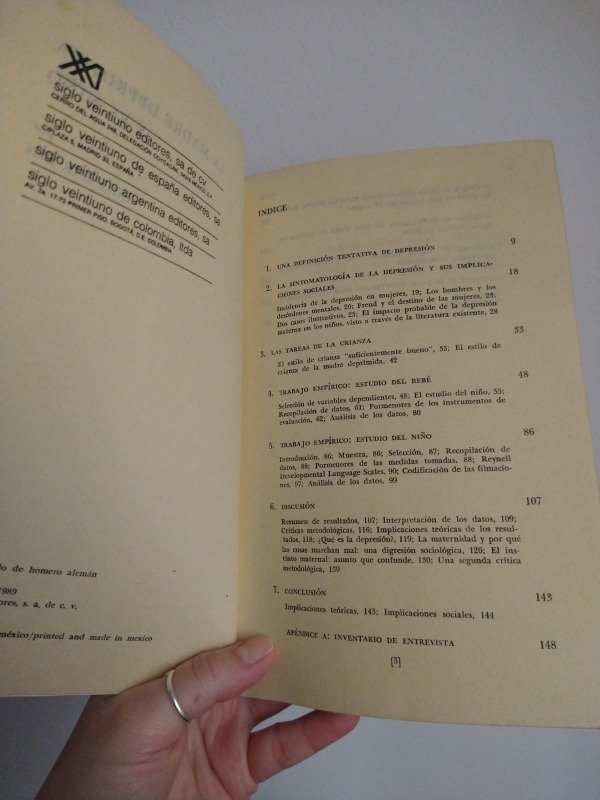 siglo veintiuno editores, sa de cv
CERRO DEL AGUA 248, DELEGACIÓN COYOACÁN, 04310 MÉXICO, D.F.
siglo veintiuno de españa editores, sa
C/PLAZA 5, MADRID 33, ESPAÑA
siglo veintiuno argentina editores, sa
siglo veintiuno de colombia, ltda
AV. 3a. 17-73 PRIMER PISO, BOGOTÁ, D.E. COLOMBIA
do de homero alemán
1989
ores, s. a. de c. v.
méxico/printed and made in mexico
INDICE
1. UNA DEFINICIÓN TENTATIVA DE DEPRESIÓN 9
2. LA SINTOMATOLOGÍA DE LA DEPRESIÓN Y SUS IMPLICA-
CIONES SOCIALES 18
Incidencia de la depresión en mujeres, 19; Los hombres y los
desórdenes mentales, 20; Freud y el destino de las mujeres, 23;
Dos casos ilustrativos, 25; El impacto probable de la depresión
materna en los niños, visto a través de la literatura existente, 28
3. LAS TAREAS DE LA CRIANZA 33
El estilo de crianza "suficientemente bueno", 35; El estilo de
crianza de la madre deprimida, 42
4. TRABAJO EMPÍRICO: ESTUDIO DEL BEBÉ 48
Selección de variables dependientes, 48; El estudio del niño, 55;
Recopilación de datos, 61; Pormenores de los instrumentos de
evaluación, 62; Análisis de los datos, 80
5. TRABAJO EMPÍRICO: ESTUDIO DEL NIÑO 86
Introducción, 86; Muestra, 86; Selección, 87; Recopilación de
datos, 88; Pormenores de las medidas tomadas, 88; Reynell
Developmental Language Scales, 90; Codificación de las filmacio-
nes, 97; Análisis de los datos, 99
6. DISCUSIÓN 107
Resumen de resultados, 107; Interpretación de los datos, 109;
Críticas metodológicas, 116; Implicaciones teóricas de los resul-
tados, 118; ¿Qué es la depresión?, 119; La maternidad y por qué
las cosas marchan mal: una digresión sociológica, 126; El ins-
tinto maternal: asunto que confunde, 130; Una segunda crítica
metodológica, 139
7. CONCLUSIÓN 143
Implicaciones teóricas, 143; Implicaciones sociales, 144
APÉNDICE A: INVENTARIO DE ENTREVISTA 148
[5]